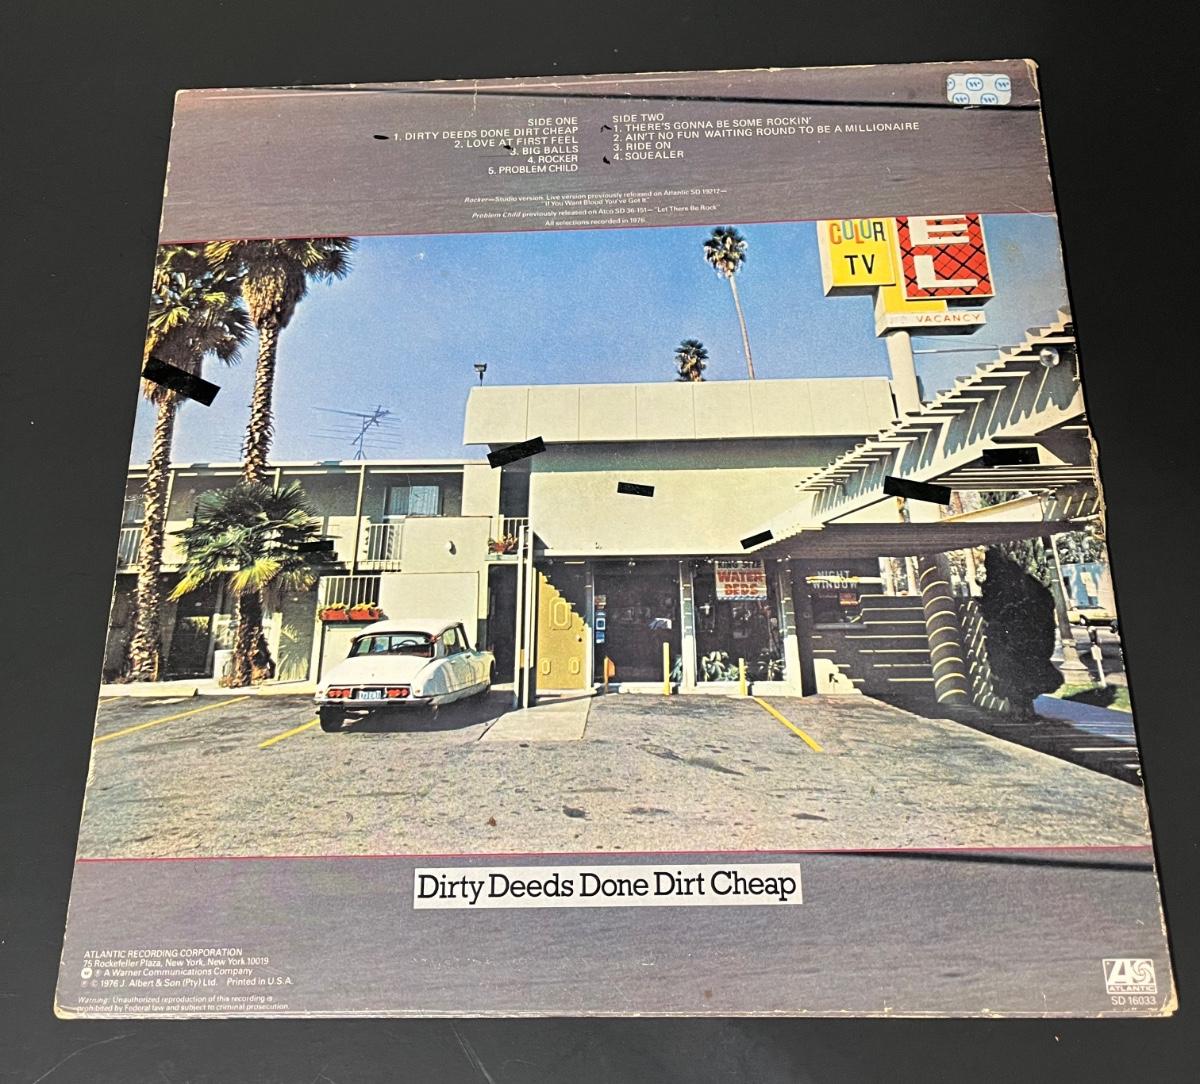 SIDE ONE
1. DIRTY DEEDS DONE DIRT CHEAP
2. LOVE AT FIRST FEEL
3. BIG BALLS
4. ROCKER
5. PROBLEM CHILD
SIDE TWO
1. THERE'S GONNA BE SOME ROCKIN'
2. AIN'T NO FUN WAITING ROUND TO BE A MILLIONAIRE
3. RIDE ON
4. SQUEALER
Rocker—Studio version. Live version previously released on Atlantic SD 19212—
"If You Want Blood You've Got It."
Problem Child previously released on Atco SD 36-151—"Let There Be Rock"
All selections recorded in 1976
COLOR
TV
EL
VACANCY
KING SIZE
WATER
BEDS
NIGHT
WINDOW
Dirty Deeds Done Dirt Cheap
ATLANTIC RECORDING CORPORATION
75 Rockefeller Plaza, New York, New York 10019
A Warner Communications Company
℗ © 1976 J. Albert & Son (Pty) Ltd. Printed in U.S.A.
Warning: Unauthorized reproduction of this recording is
prohibited by Federal law and subject to criminal prosecution.
ATLANTIC
SD 16033